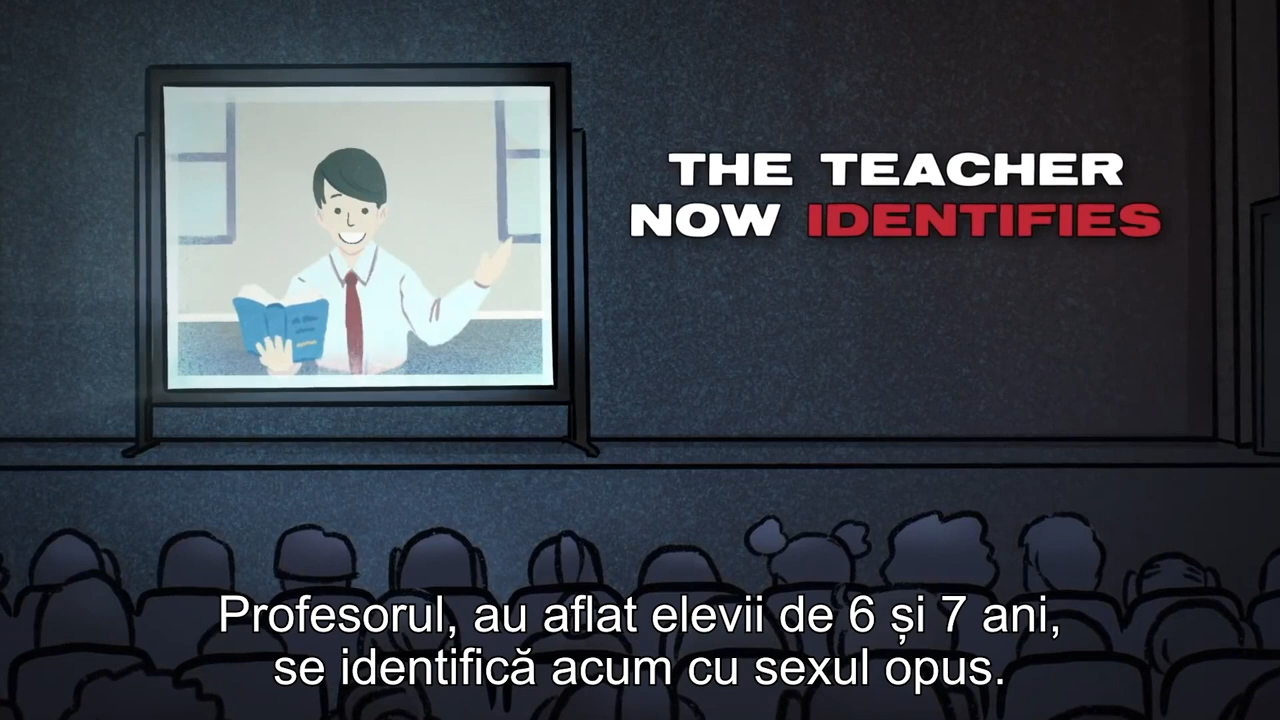 THE TEACHER
NOW IDENTIFIES
Profesorul, au aflat elevii de 6 și 7 ani,
se identifică acum cu sexul opus.